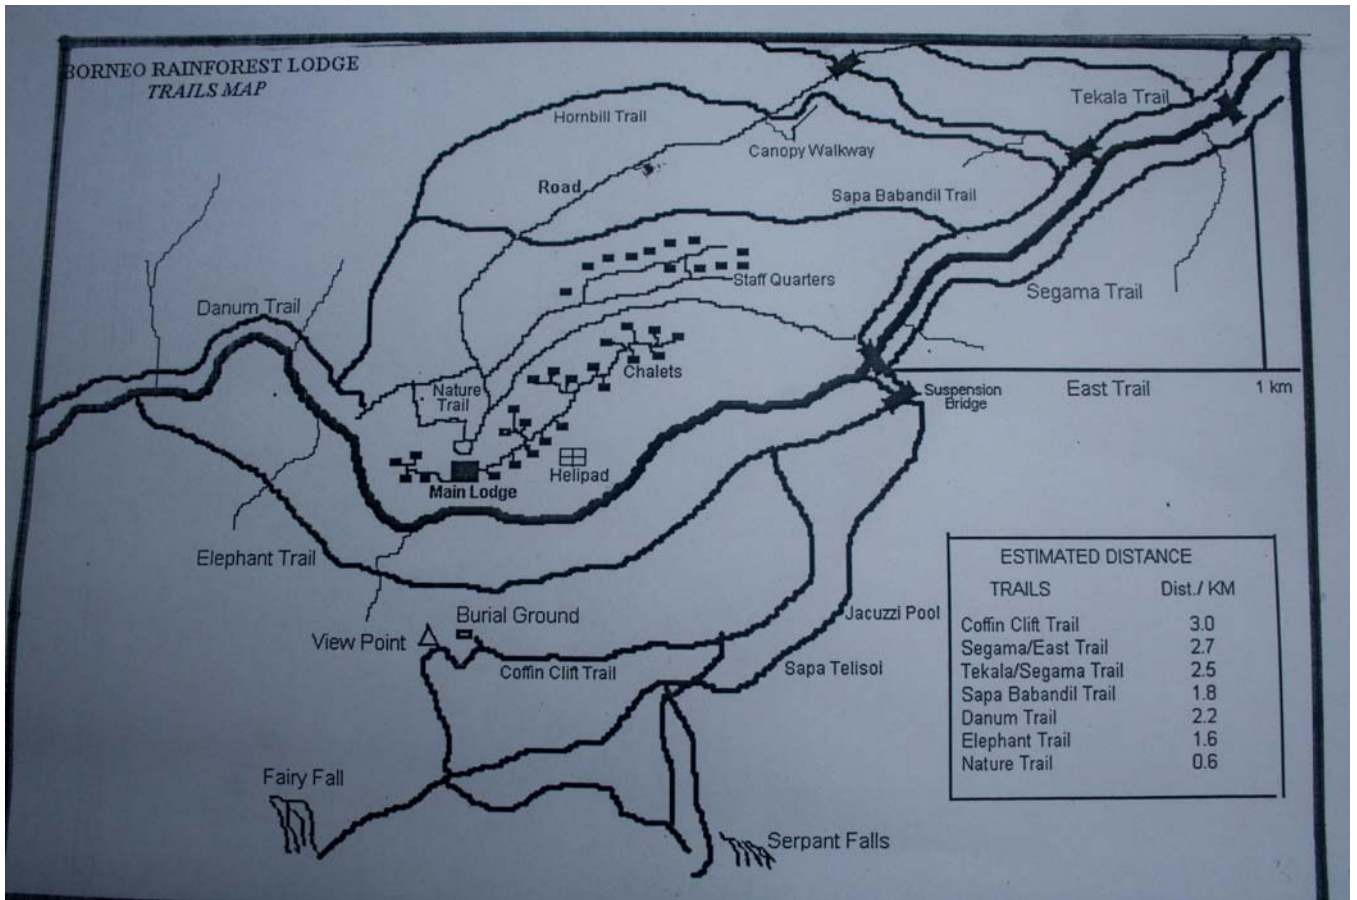 BORNEO RAINFOREST LODGE
TRAILS MAP
Tekala Trail
Hornbill Trail
Canopy Walkway
Road
Sapa Babandil Trail
Staff Quarters
Segama Trail
Danum Trail
Chalets
Nature
Trail
Suspension
Bridge
East Trail
1 km
Helipad
Main Lodge
Elephant Trail
Burial Ground
View Point
Jacuzzi Pool
Coffin Clift Trail
Sapa Telisoi
Fairy Fall
Serpant Falls
ESTIMATED DISTANCE
TRAILS Dist./ KM
Coffin Clift Trail 3.0
Segama/East Trail 2.7
Tekala/Segama Trail 2.5
Sapa Babandil Trail 1.8
Danum Trail 2.2
Elephant Trail 1.6
Nature Trail 0.6